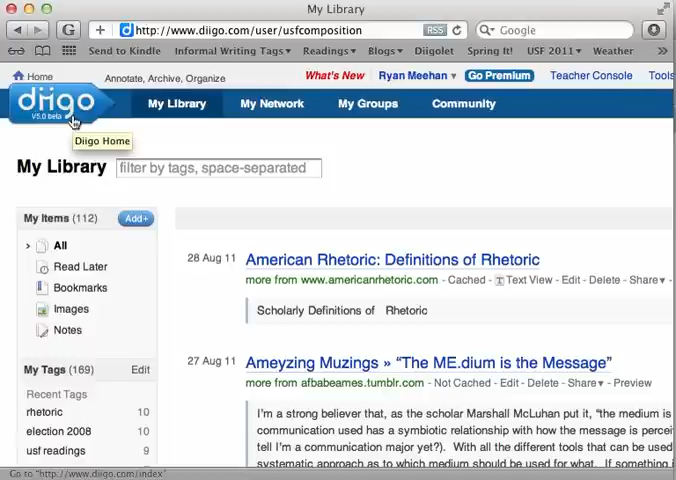 My Library
http://www.diigo.com/user/usfcomposition
RSS
Google
Send to Kindle
Informal Writing Tags
Readings
Blogs
Diigolet
Spring It!
USF 2011
Weather
Home
Annotate, Archive, Organize
What's New
Ryan Meehan
Go Premium
Teacher Console
Tools
diigo
V5.0 beta
My Library
My Network
My Groups
Community
Diigo Home
My Library
filter by tags, space-separated
My Items (112)
Add+
› All
Read Later
Bookmarks
Images
Notes
My Tags (169)
Edit
Recent Tags
rhetoric 10
election 2008 10
usf readings 9
28 Aug 11
American Rhetoric: Definitions of Rhetoric
more from www.americanrhetoric.com - Cached - T Text View - Edit - Delete - Share -
Scholarly Definitions of Rhetoric
27 Aug 11
Ameyzing Muzings » “The ME.dium is the Message”
more from afbabeames.tumblr.com - Not Cached - Edit - Delete - Share - Preview
I'm a strong believer that, as the scholar Marshall McLuhan put it, “the medium is
communication used has a symbiotic relationship with how the message is percei
tell I'm a communication major yet?). With all the different tools that can be used
systematic approach as to which medium should be used for what. If something i
Go to "http://www.diigo.com/index"